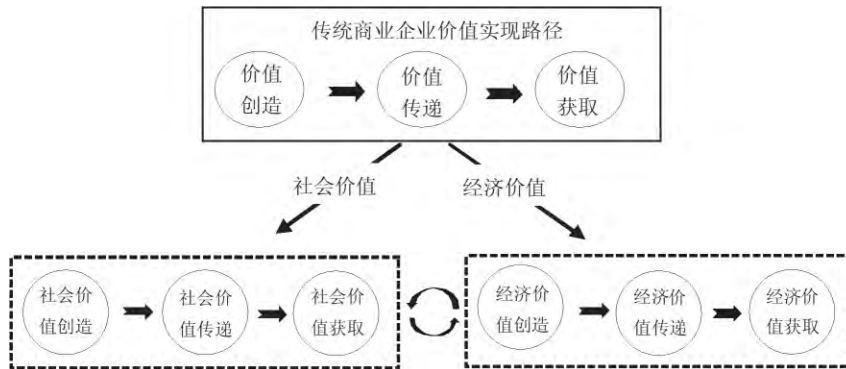 传统商业企业价值实现路径
价值
创造
价值
传递
价值
获取
社会价值
经济价值
社会价
值创造
社会价
值传递
社会价
值获取
经济价
值创造
经济价
值传递
经济价
值获取